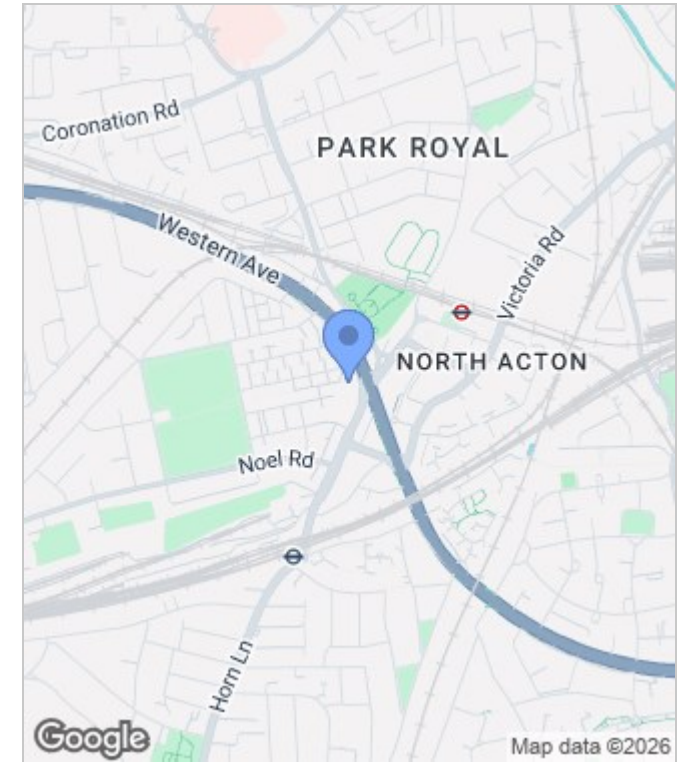 Coronation Rd
PARK ROYAL
Western Ave
Victoria Rd
NORTH ACTON
Noel Rd
Horn Ln
Google
Map data ©2026